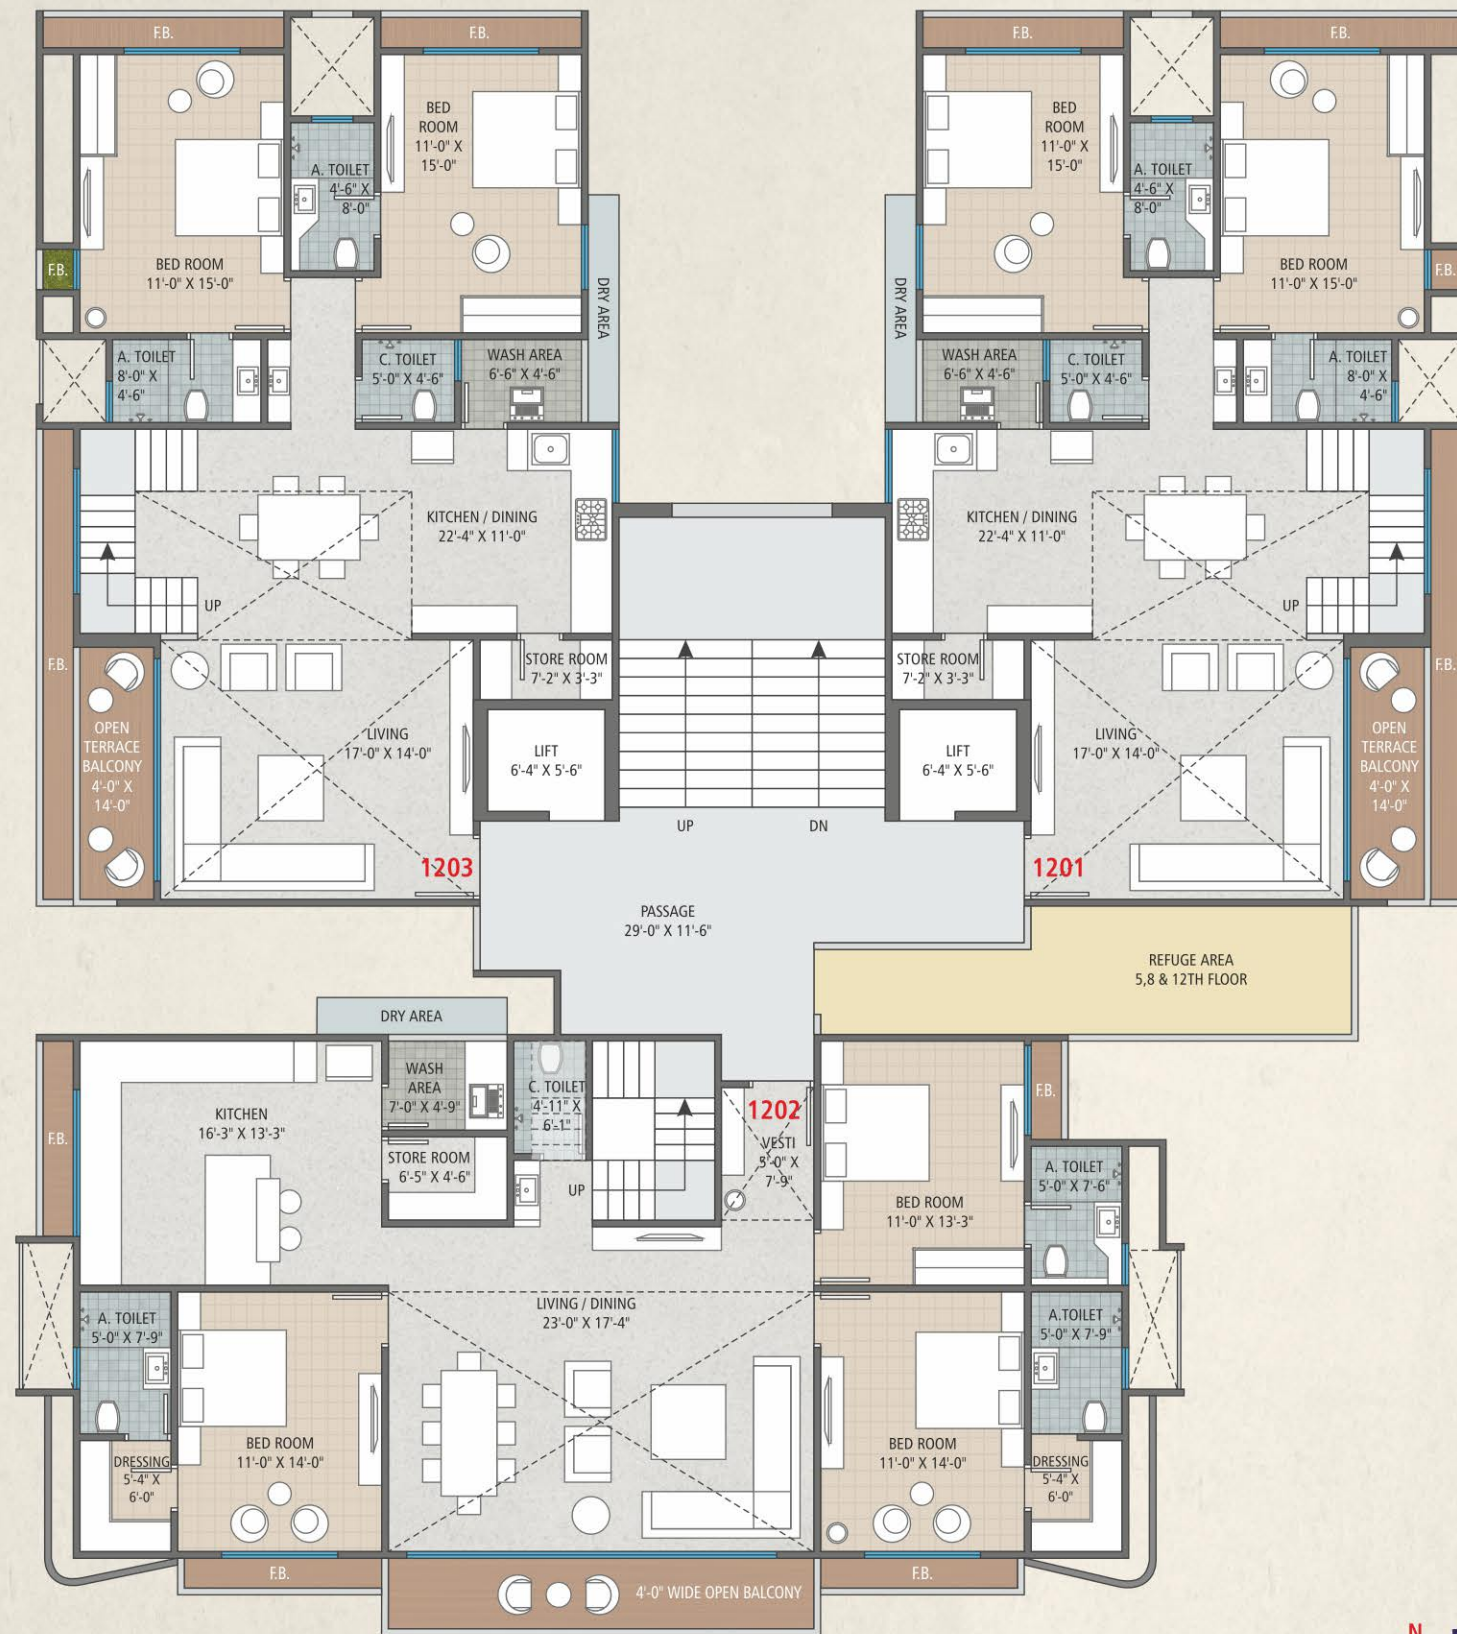 F.B.
F.B.
F.B.
F.B.
BED
ROOM
11'-0" X
15'-0"
A. TOILET
4'-6" X
8'-0"
BED ROOM
11'-0" X 15'-0"
F.B.
DRY AREA
A. TOILET
8'-0" X
4'-6"
C. TOILET
5'-0" X 4'-6"
WASH AREA
6'-6" X 4'-6"
BED
ROOM
11'-0" X
15'-0"
A. TOILET
4'-6" X
8'-0"
BED ROOM
11'-0" X 15'-0"
F.B.
DRY AREA
WASH AREA
6'-6" X 4'-6"
C. TOILET
5'-0" X 4'-6"
A. TOILET
8'-0" X
4'-6"
KITCHEN / DINING
22'-4" X 11'-0"
UP
KITCHEN / DINING
22'-4" X 11'-0"
UP
F.B.
STORE ROOM
7'-2" X 3'-3"
STORE ROOM
7'-2" X 3'-3"
F.B.
OPEN
TERRACE
BALCONY
4'-0" X
14'-0"
LIVING
17'-0" X 14'-0"
LIFT
6'-4" X 5'-6"
LIFT
6'-4" X 5'-6"
LIVING
17'-0" X 14'-0"
OPEN
TERRACE
BALCONY
4'-0" X
14'-0"
UP
DN
1203
1201
PASSAGE
29'-0" X 11'-6"
REFUGE AREA
5,8 & 12TH FLOOR
DRY AREA
F.B.
KITCHEN
16'-3" X 13'-3"
WASH
AREA
7'-0" X 4'-9"
C. TOILET
4'-11" X
6'-1"
STORE ROOM
6'-5" X 4'-6"
UP
1202
VESTI
5'-0" X
7'-9"
F.B.
BED ROOM
11'-0" X 13'-3"
A. TOILET
5'-0" X 7'-6"
A. TOILET
5'-0" X 7'-9"
LIVING / DINING
23'-0" X 17'-4"
A.TOILET
5'-0" X 7'-9"
BED ROOM
11'-0" X 14'-0"
DRESSING
5'-4" X
6'-0"
BED ROOM
11'-0" X 14'-0"
DRESSING
5'-4" X
6'-0"
F.B.
4'-0" WIDE OPEN BALCONY
F.B.
N